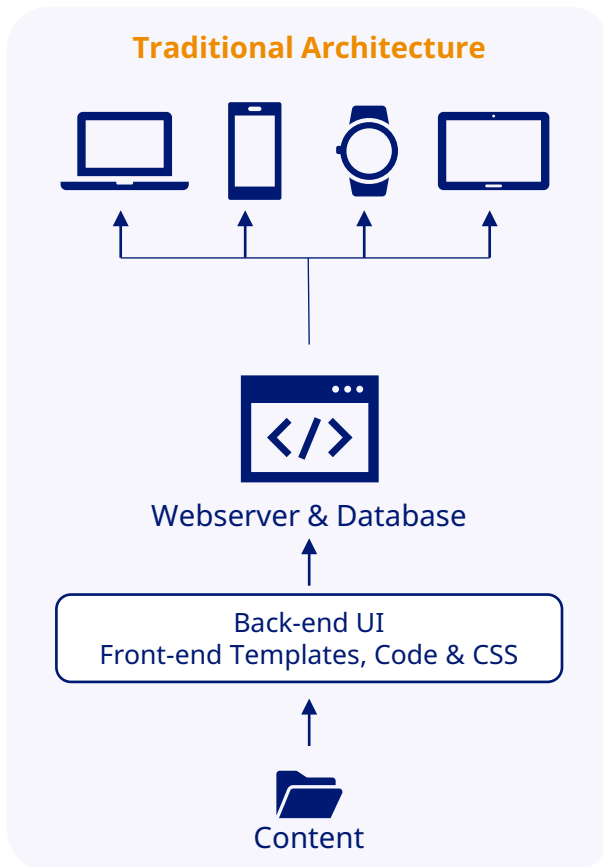 Traditional Architecture
</>
Webserver & Database
Back-end UI
Front-end Templates, Code & CSS
Content